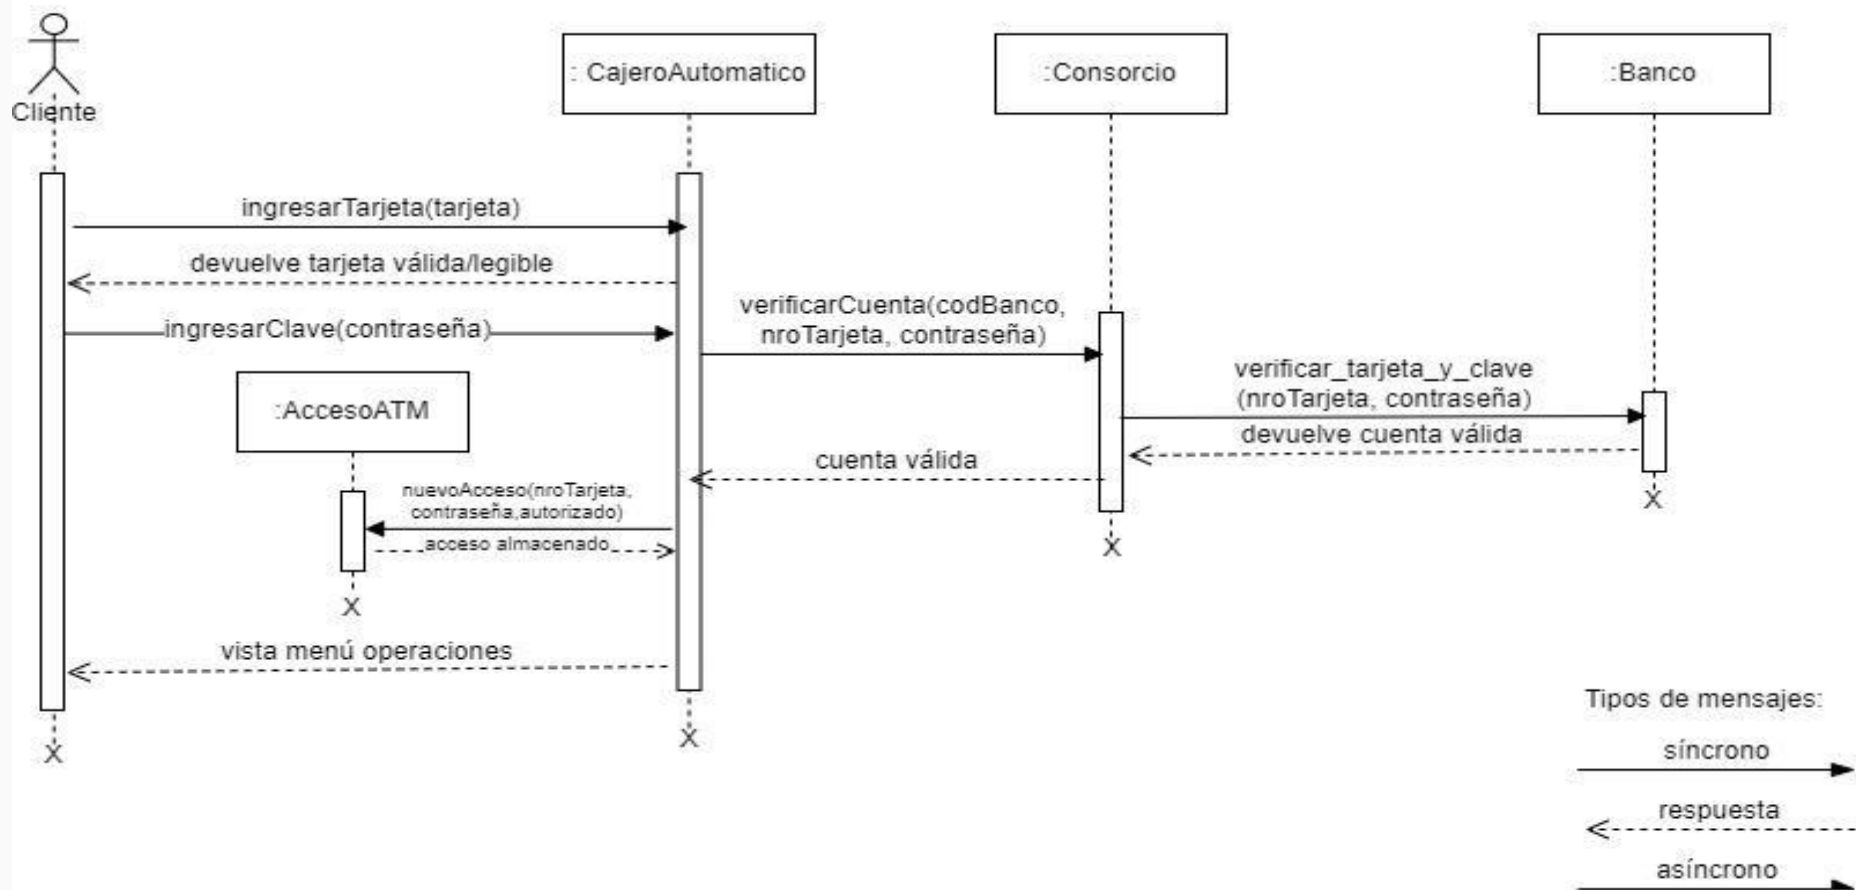 Cliente
: CajeroAutomatico
:Consorcio
:Banco
ingresarTarjeta(tarjeta)
devuelve tarjeta válida/legible
ingresarClave(contraseña)
verificarCuenta(codBanco,
nroTarjeta, contraseña)
verificar_tarjeta_y_clave
(nroTarjeta, contraseña)
devuelve cuenta válida
cuenta válida
:AccesoATM
nuevoAcceso(nroTarjeta,
contraseña,autorizado)
acceso almacenado
X
X
X
vista menú operaciones
X
X
Tipos de mensajes:
síncrono
respuesta
asíncrono